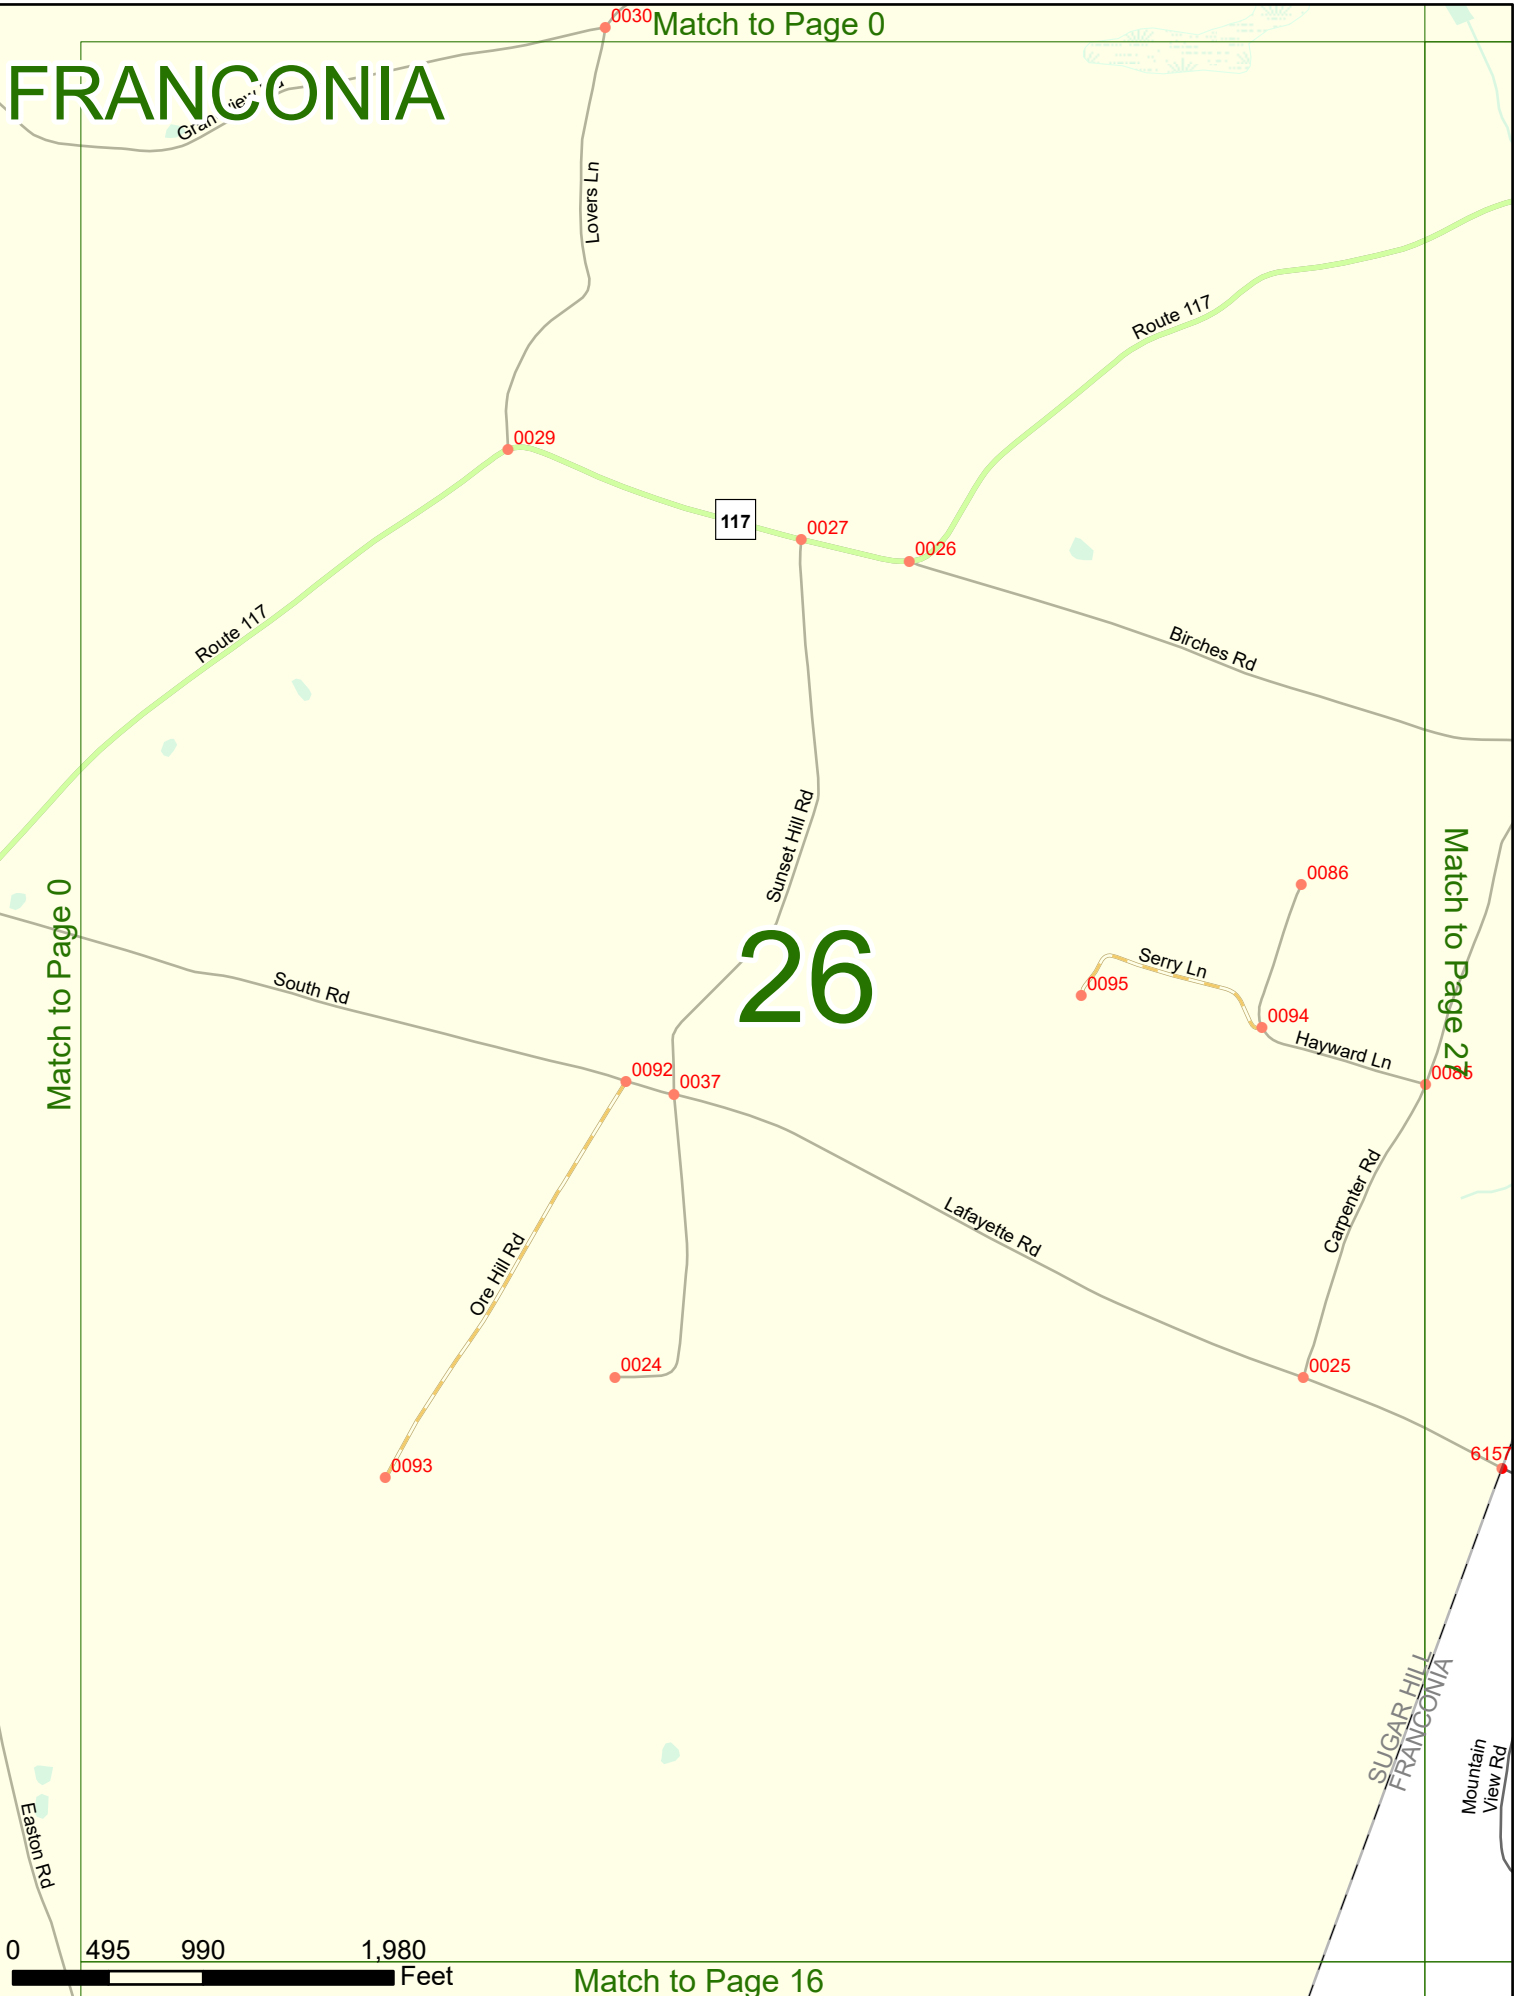 0030
Match to Page 0
FRANCONIA
Lovers Ln
Route 117
0029
117
0027
0026
Route 117
Birches Rd
Sunset Hill Rd
Match to Page 0
Match to Page 27
0086
26
South Rd
Serry Ln
0095
0094
Hayward Ln
0085
0092
0037
Carpenter Rd
Lafayette Rd
Ore Hill Rd
0024
0025
0093
6157
SUGAR HILL
FRANCONIA
Mountain
View Rd
Easton Rd
0 495 990 1,980
Feet
Match to Page 16